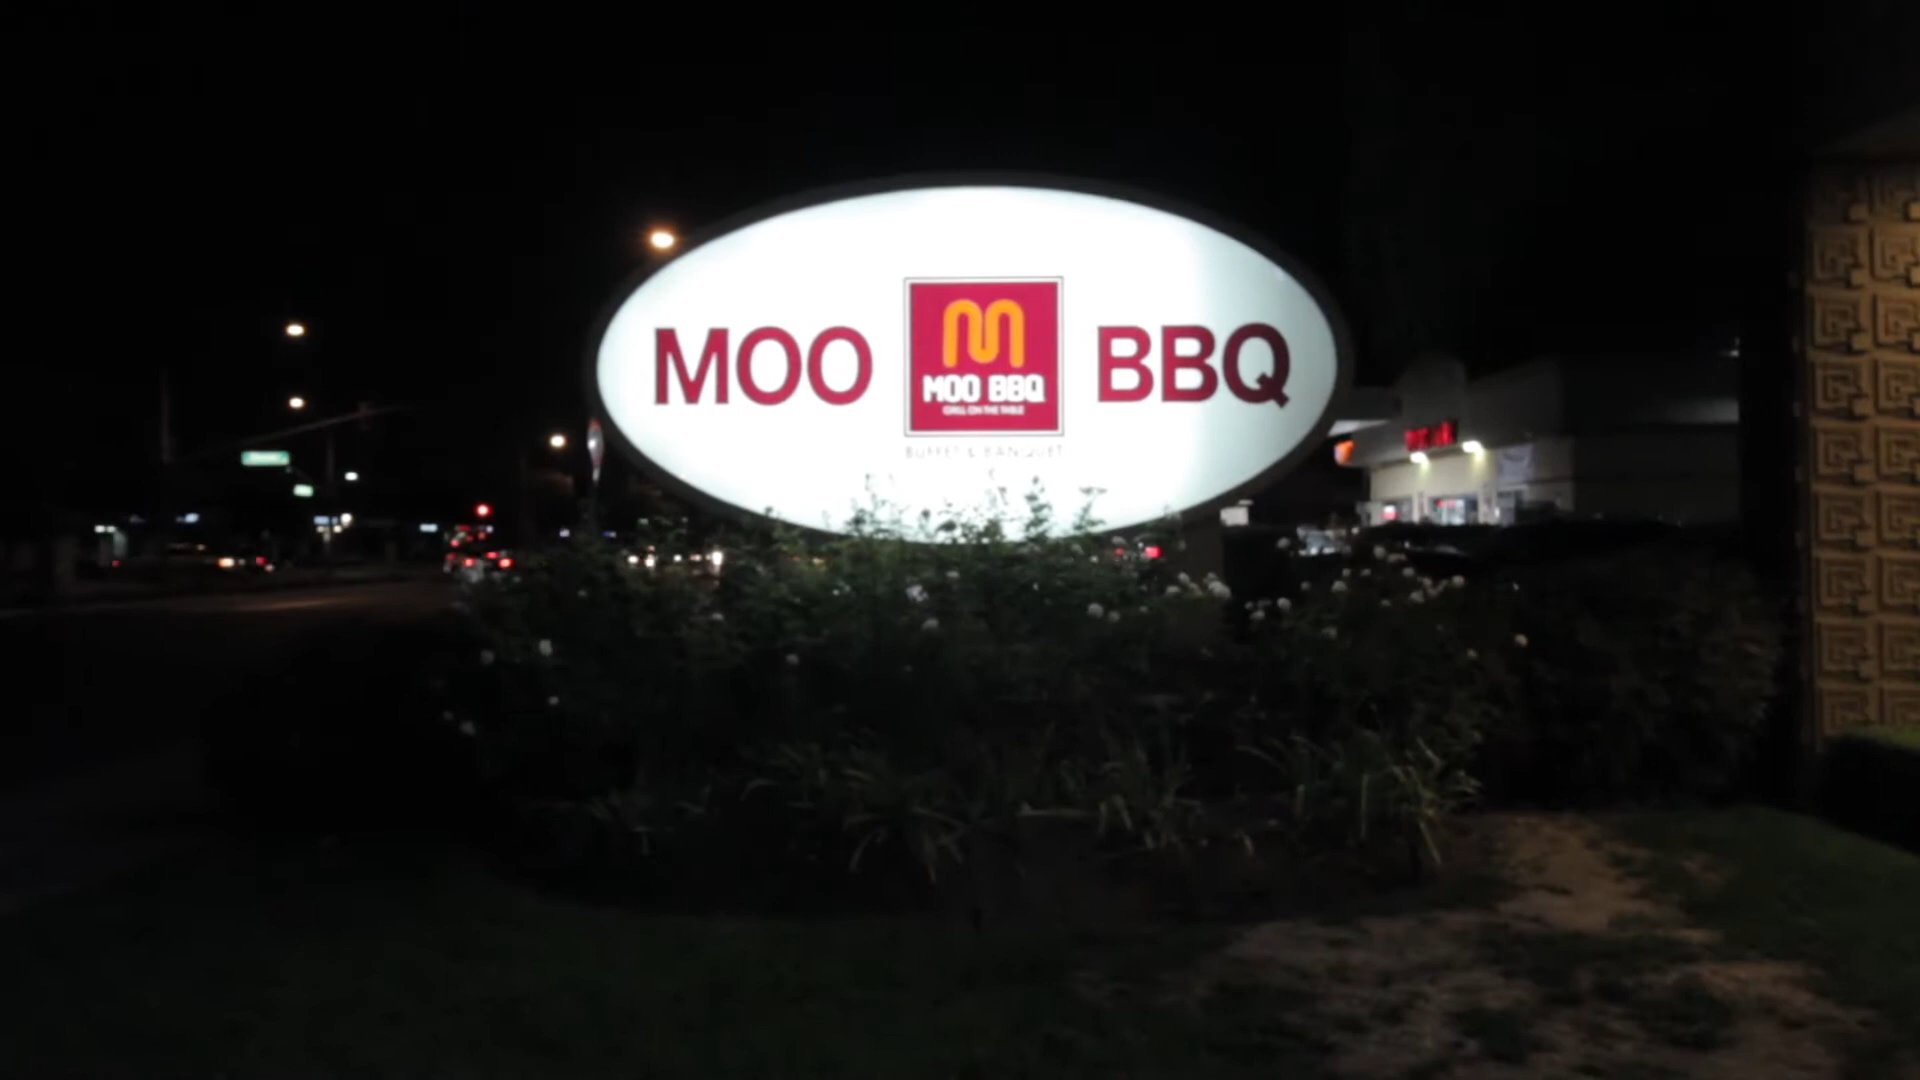 MOO
MOO BBQ
GRILL ON THE TABLE
BBQ
BUFFET & BANQUET